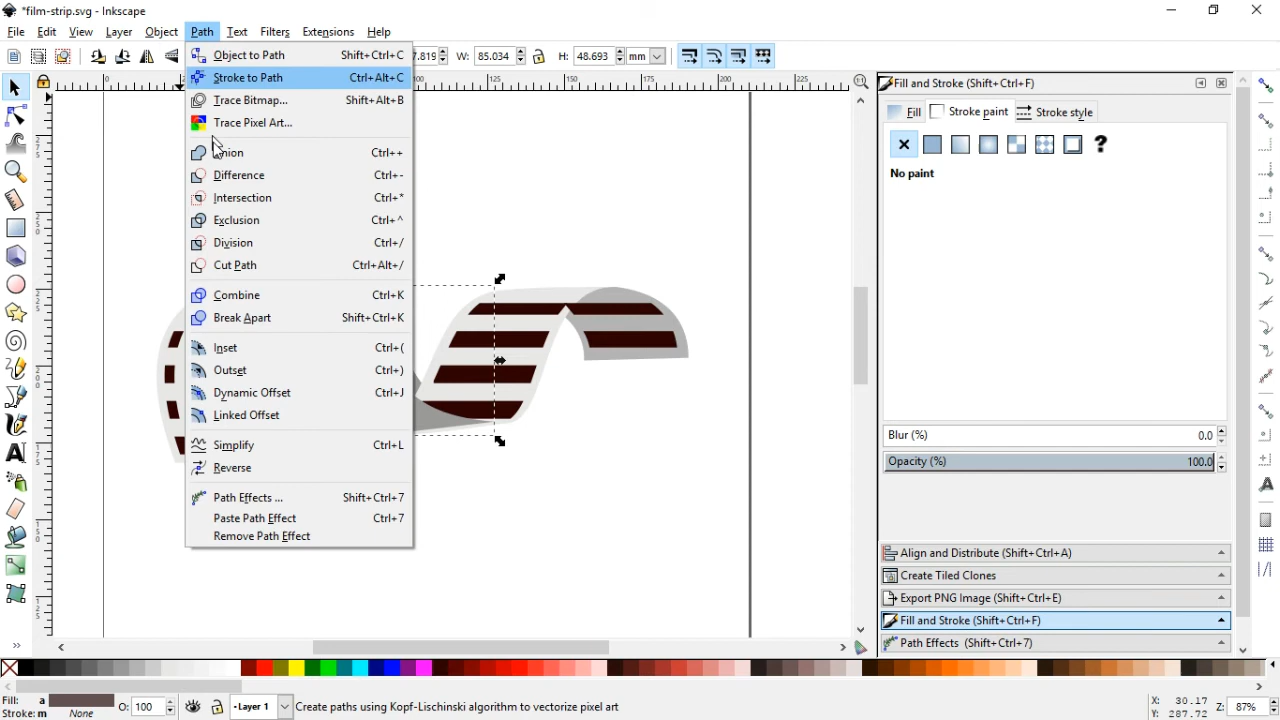 *film-strip.svg - Inkscape
File Edit View Layer Object Path Text Filters Extensions Help
7.819 W: 85.034 H: 48.693 mm
Object to Path Shift+Ctrl+C
Stroke to Path Ctrl+Alt+C
Trace Bitmap... Shift+Alt+B
Trace Pixel Art...
Union Ctrl++
Difference Ctrl+-
Intersection Ctrl+*
Exclusion Ctrl+^
Division Ctrl+/
Cut Path Ctrl+Alt+/
Combine Ctrl+K
Break Apart Shift+Ctrl+K
Inset Ctrl+(
Outset Ctrl+)
Dynamic Offset Ctrl+J
Linked Offset
Simplify Ctrl+L
Reverse
Path Effects ... Shift+Ctrl+7
Paste Path Effect Ctrl+7
Remove Path Effect
0 100 125 150 175 200 225
Fill and Stroke (Shift+Ctrl+F)
Fill Stroke paint Stroke style
No paint
Blur (%) 0.0
Opacity (%) 100.0
Align and Distribute (Shift+Ctrl+A)
Create Tiled Clones
Export PNG Image (Shift+Ctrl+E)
Fill and Stroke (Shift+Ctrl+F)
Path Effects (Shift+Ctrl+7)
Fill: a
Stroke: m None
O: 100
Layer 1
Create paths using Kopf-Lischinski algorithm to vectorize pixel art
X: 30.17
Y: 287.72
Z: 87%